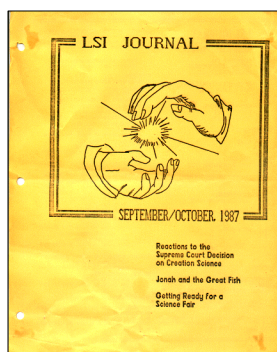 LSI JOURNAL
SEPTEMBER/OCTOBER, 1987
Reactions to the
Supreme Court Decision
on Creation Science
Jonah and the Great Fish
Getting Ready for a
Science Fair